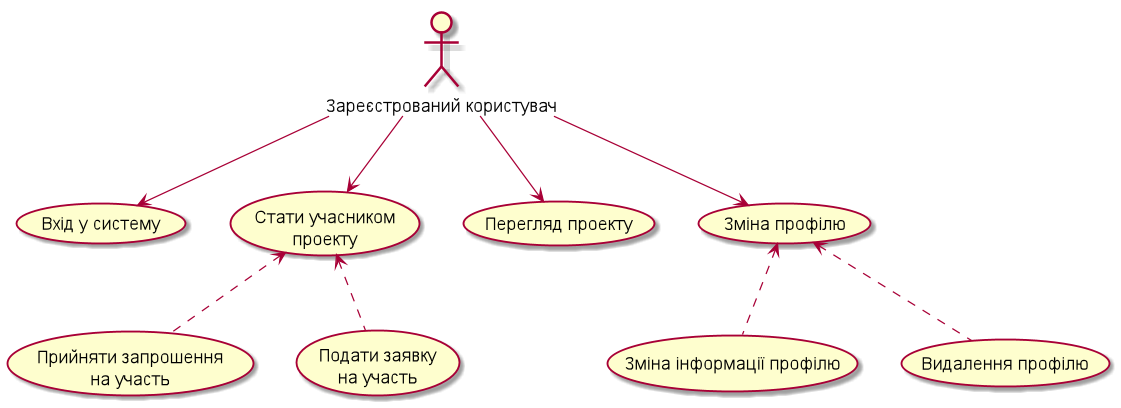 Зареєстрований користувач
Вхід у систему
Стати учасником
проекту
Перегляд проекту
Зміна профілю
Прийняти запрошення
на участь
Подати заявку
на участь
Зміна інформації профілю
Видалення профілю